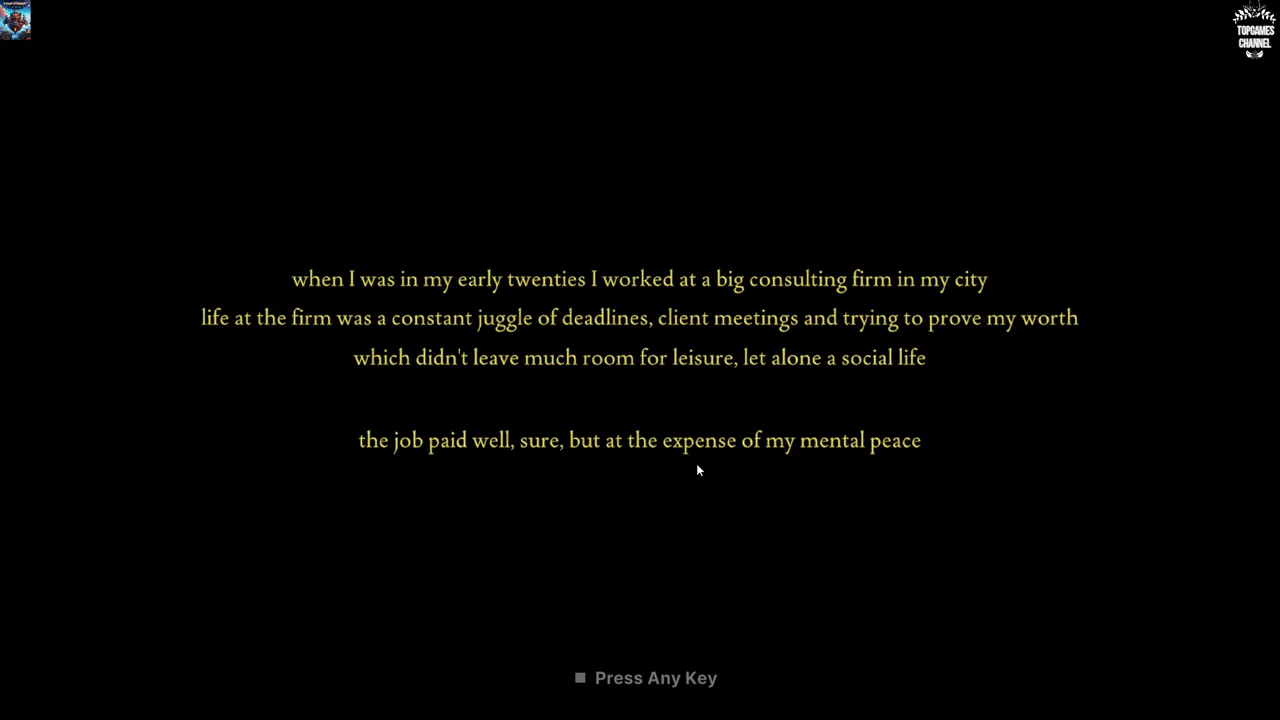 TOPGAMES
CHANNEL
when I was in my early twenties I worked at a big consulting firm in my city
life at the firm was a constant juggle of deadlines, client meetings and trying to prove my worth
which didn't leave much room for leisure, let alone a social life
the job paid well, sure, but at the expense of my mental peace
Press Any Key